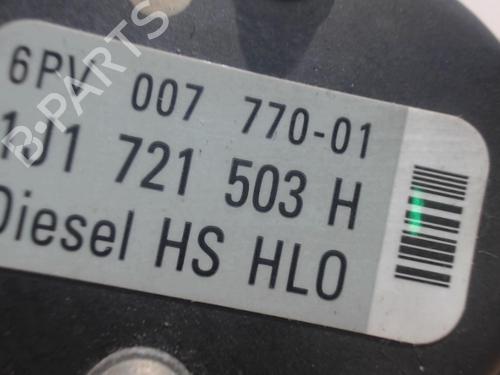 6PV 007 770-01
1J1 721 503 H
Diesel HS HLO
B-PARTS